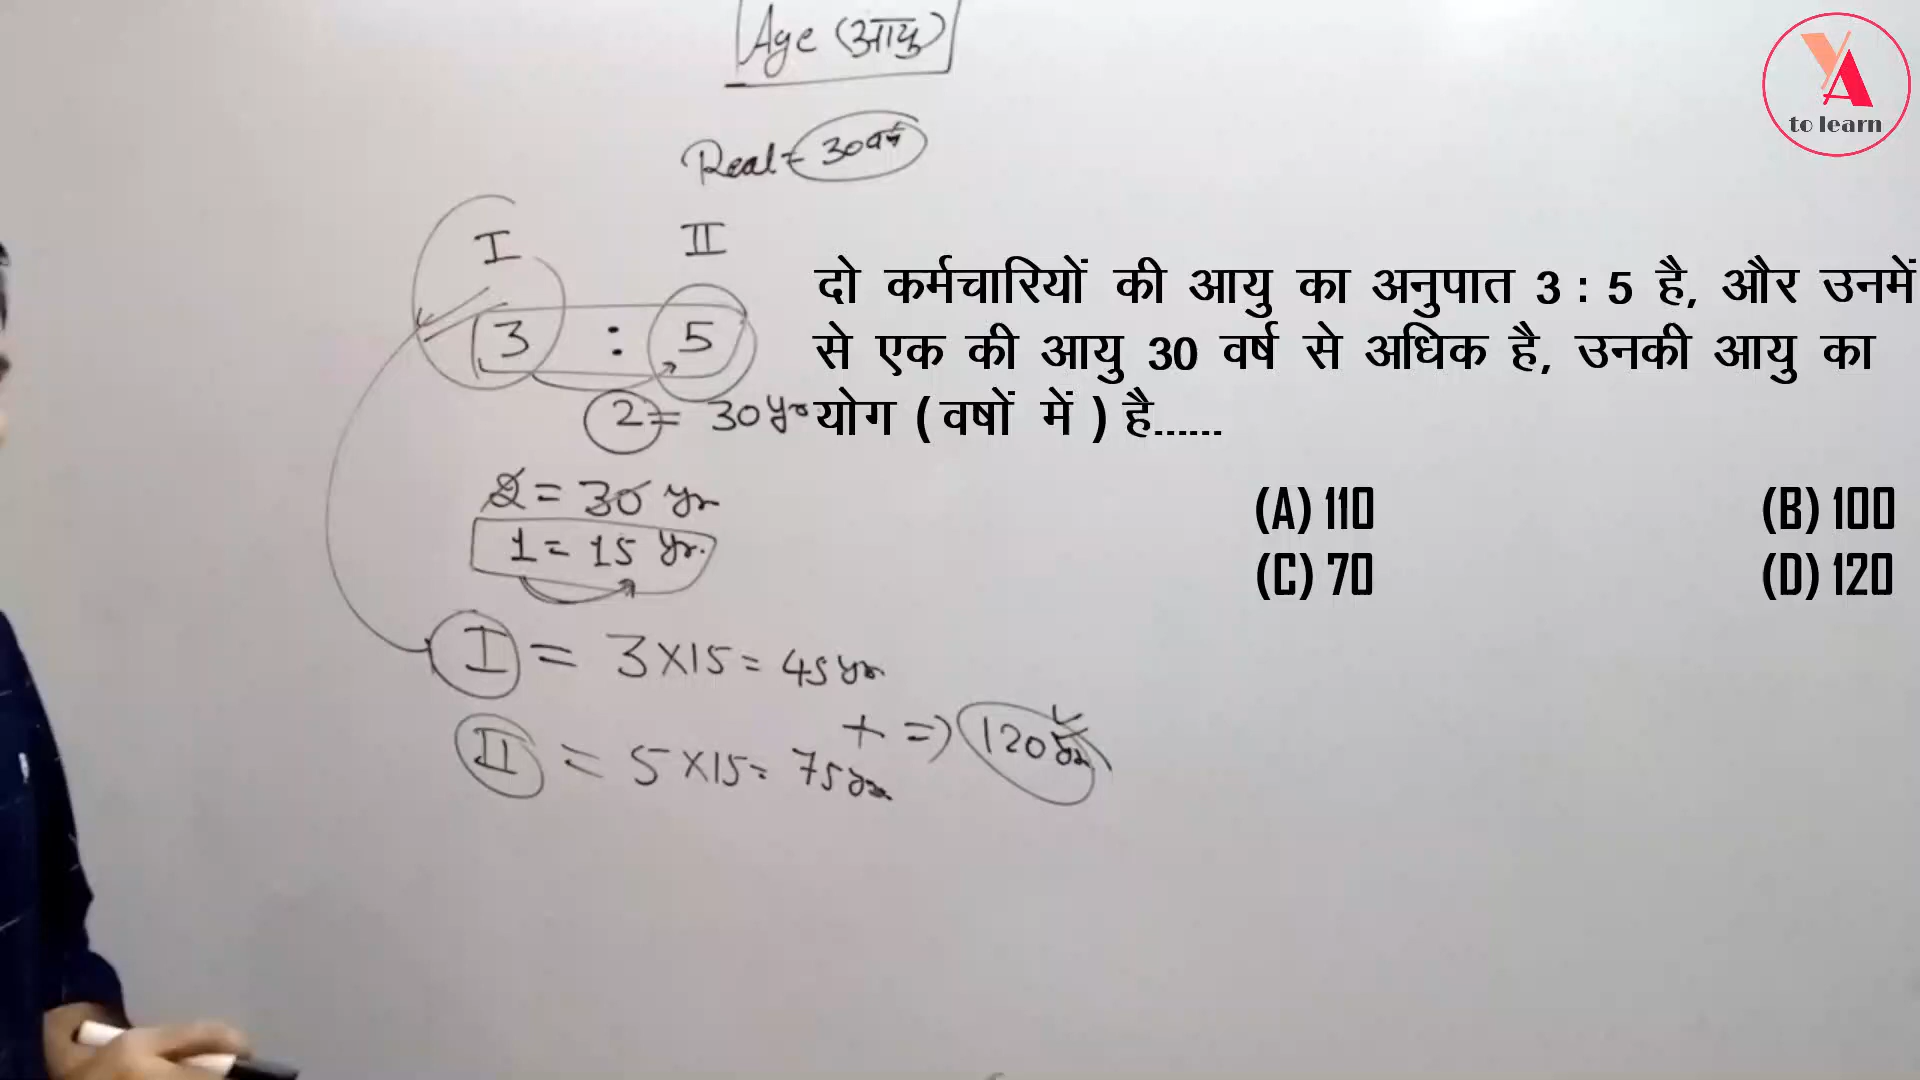 Age (आयु)
YA
to learn
Real = 30वर्ष
I II
3 : 5
2 = 30 yr
2 = 30 yr
1 = 15 yr.
I = 3×15 = 45 yr
+ => 120 yr
II = 5×15 = 75 yr
दो कर्मचारियों की आयु का अनुपात 3 : 5 है, और उनमें
से एक की आयु 30 वर्ष से अधिक है, उनकी आयु का
योग ( वर्षो में ) है......
(A) 110 (B) 100
(C) 70 (D) 120